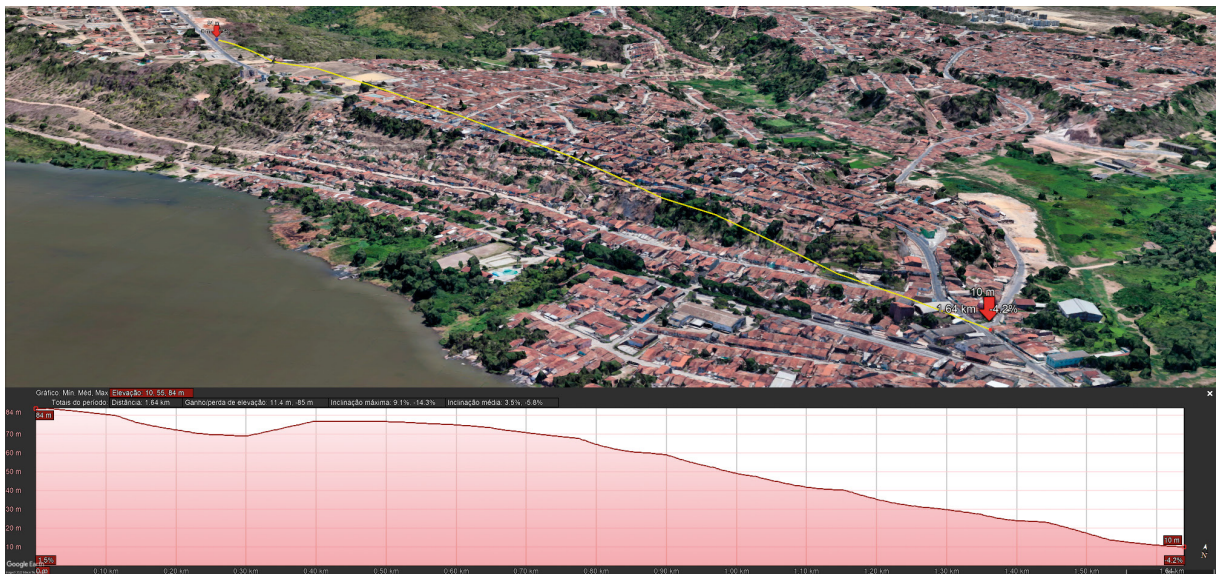 10 m
1.64 km -4.2%
Gráfico: Mín, Méd, Máx Elevação: 10, 55, 84 m
Totais do período: Distância: 1.64 km Ganho/perda de elevação: 11.4 m, -85 m Inclinação máxima: 9.1%, -14.3% Inclinação média: 3.5%, -5.8%
84 m
84 m
70 m
60 m
50 m
40 m
30 m
20 m
10 m
10 m
1.5%
-4.2%
Google Earth
N
0.10 km 0.20 km 0.30 km 0.40 km 0.50 km 0.60 km 0.70 km 0.80 km 0.90 km 1.00 km 1.10 km 1.20 km 1.30 km 1.40 km 1.50 km 1.64 km